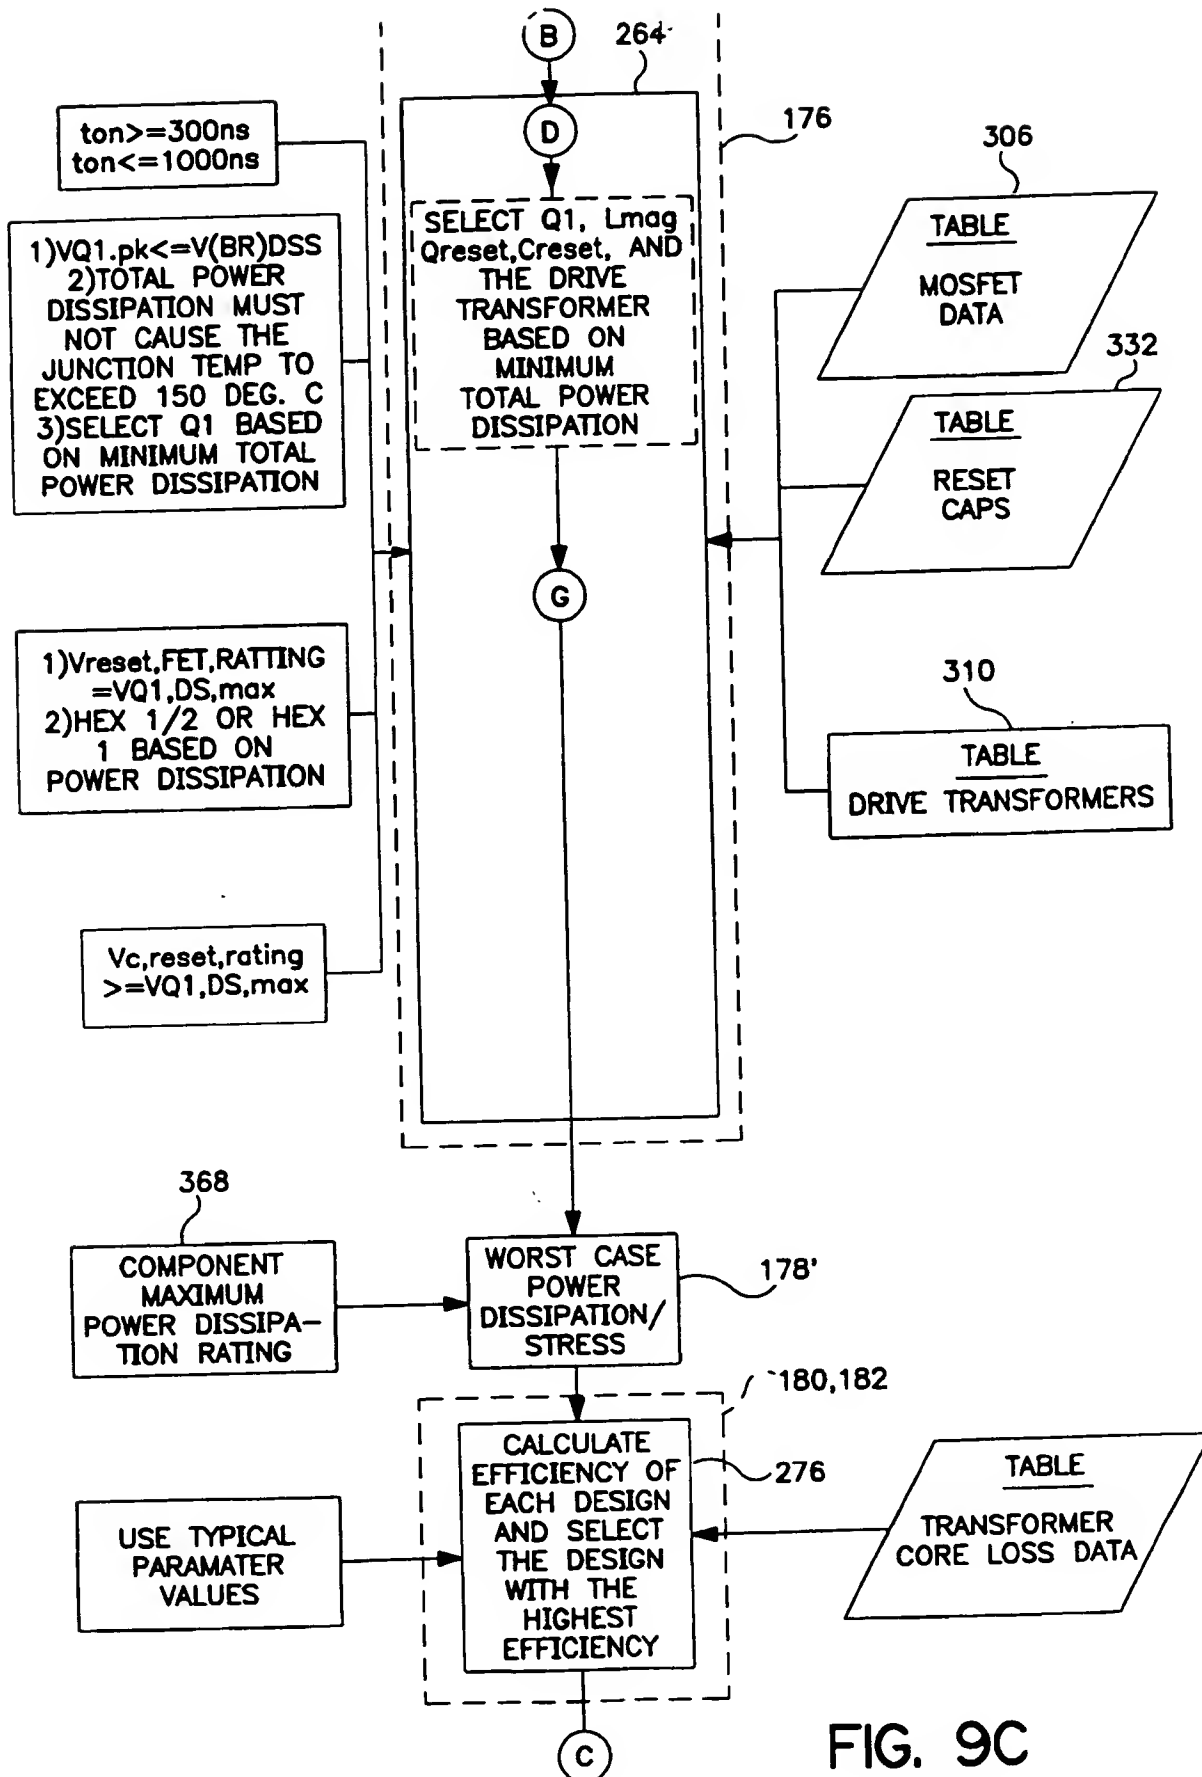 B
264
D
176
ton>=300ns
ton<=1000ns
306
TABLE
MOSFET
DATA
SELECT Q1, Lmag
Qreset,Creset, AND
THE DRIVE
TRANSFORMER
BASED ON
MINIMUM
TOTAL POWER
DISSIPATION
1)VQ1.pk<=V(BR)DSS
2)TOTAL POWER
DISSIPATION MUST
NOT CAUSE THE
JUNCTION TEMP TO
EXCEED 150 DEG. C
3)SELECT Q1 BASED
ON MINIMUM TOTAL
POWER DISSIPATION
332
TABLE
RESET
CAPS
G
1)Vreset,FET,RATTING
=VQ1,DS,max
2)HEX 1/2 OR HEX
1 BASED ON
POWER DISSIPATION
310
TABLE
DRIVE TRANSFORMERS
Vc,reset,rating
>=VQ1,DS,max
368
COMPONENT
MAXIMUM
POWER DISSIPA-
TION RATING
WORST CASE
POWER
DISSIPATION/
STRESS
178'
180,182
CALCULATE
EFFICIENCY OF
EACH DESIGN
AND SELECT
THE DESIGN
WITH THE
HIGHEST
EFFICIENCY
276
TABLE
TRANSFORMER
CORE LOSS DATA
USE TYPICAL
PARAMATER
VALUES
C
FIG. 9C